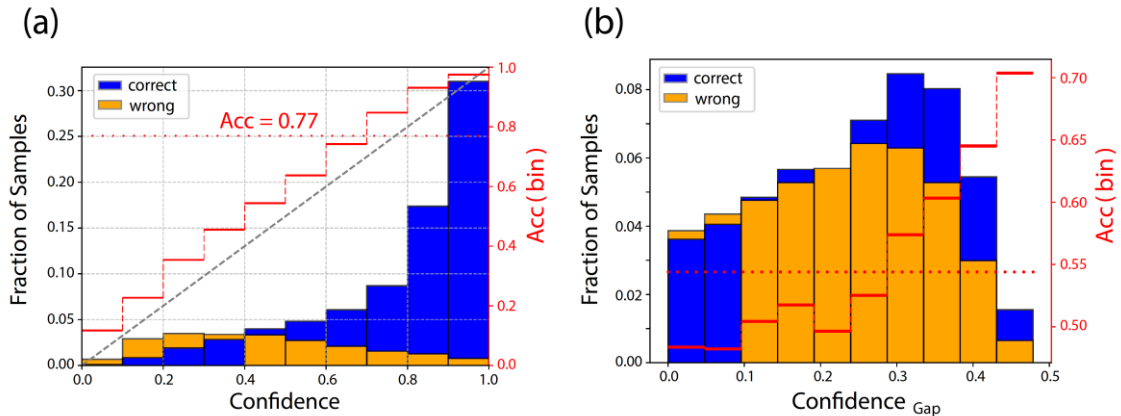 (a)
correct
wrong
Acc = 0.77
Fraction of Samples
0.30
0.25
0.20
0.15
0.10
0.05
0.00
0.0 0.2 0.4 0.6 0.8 1.0
Confidence
1.0
0.8
0.6
0.4
0.2
0.0
Acc ( bin )
(b)
correct
wrong
Fraction of Samples
0.08
0.06
0.04
0.02
0.00
0.0 0.1 0.2 0.3 0.4 0.5
Confidence Gap
0.70
0.65
0.60
0.55
0.50
Acc ( bin )